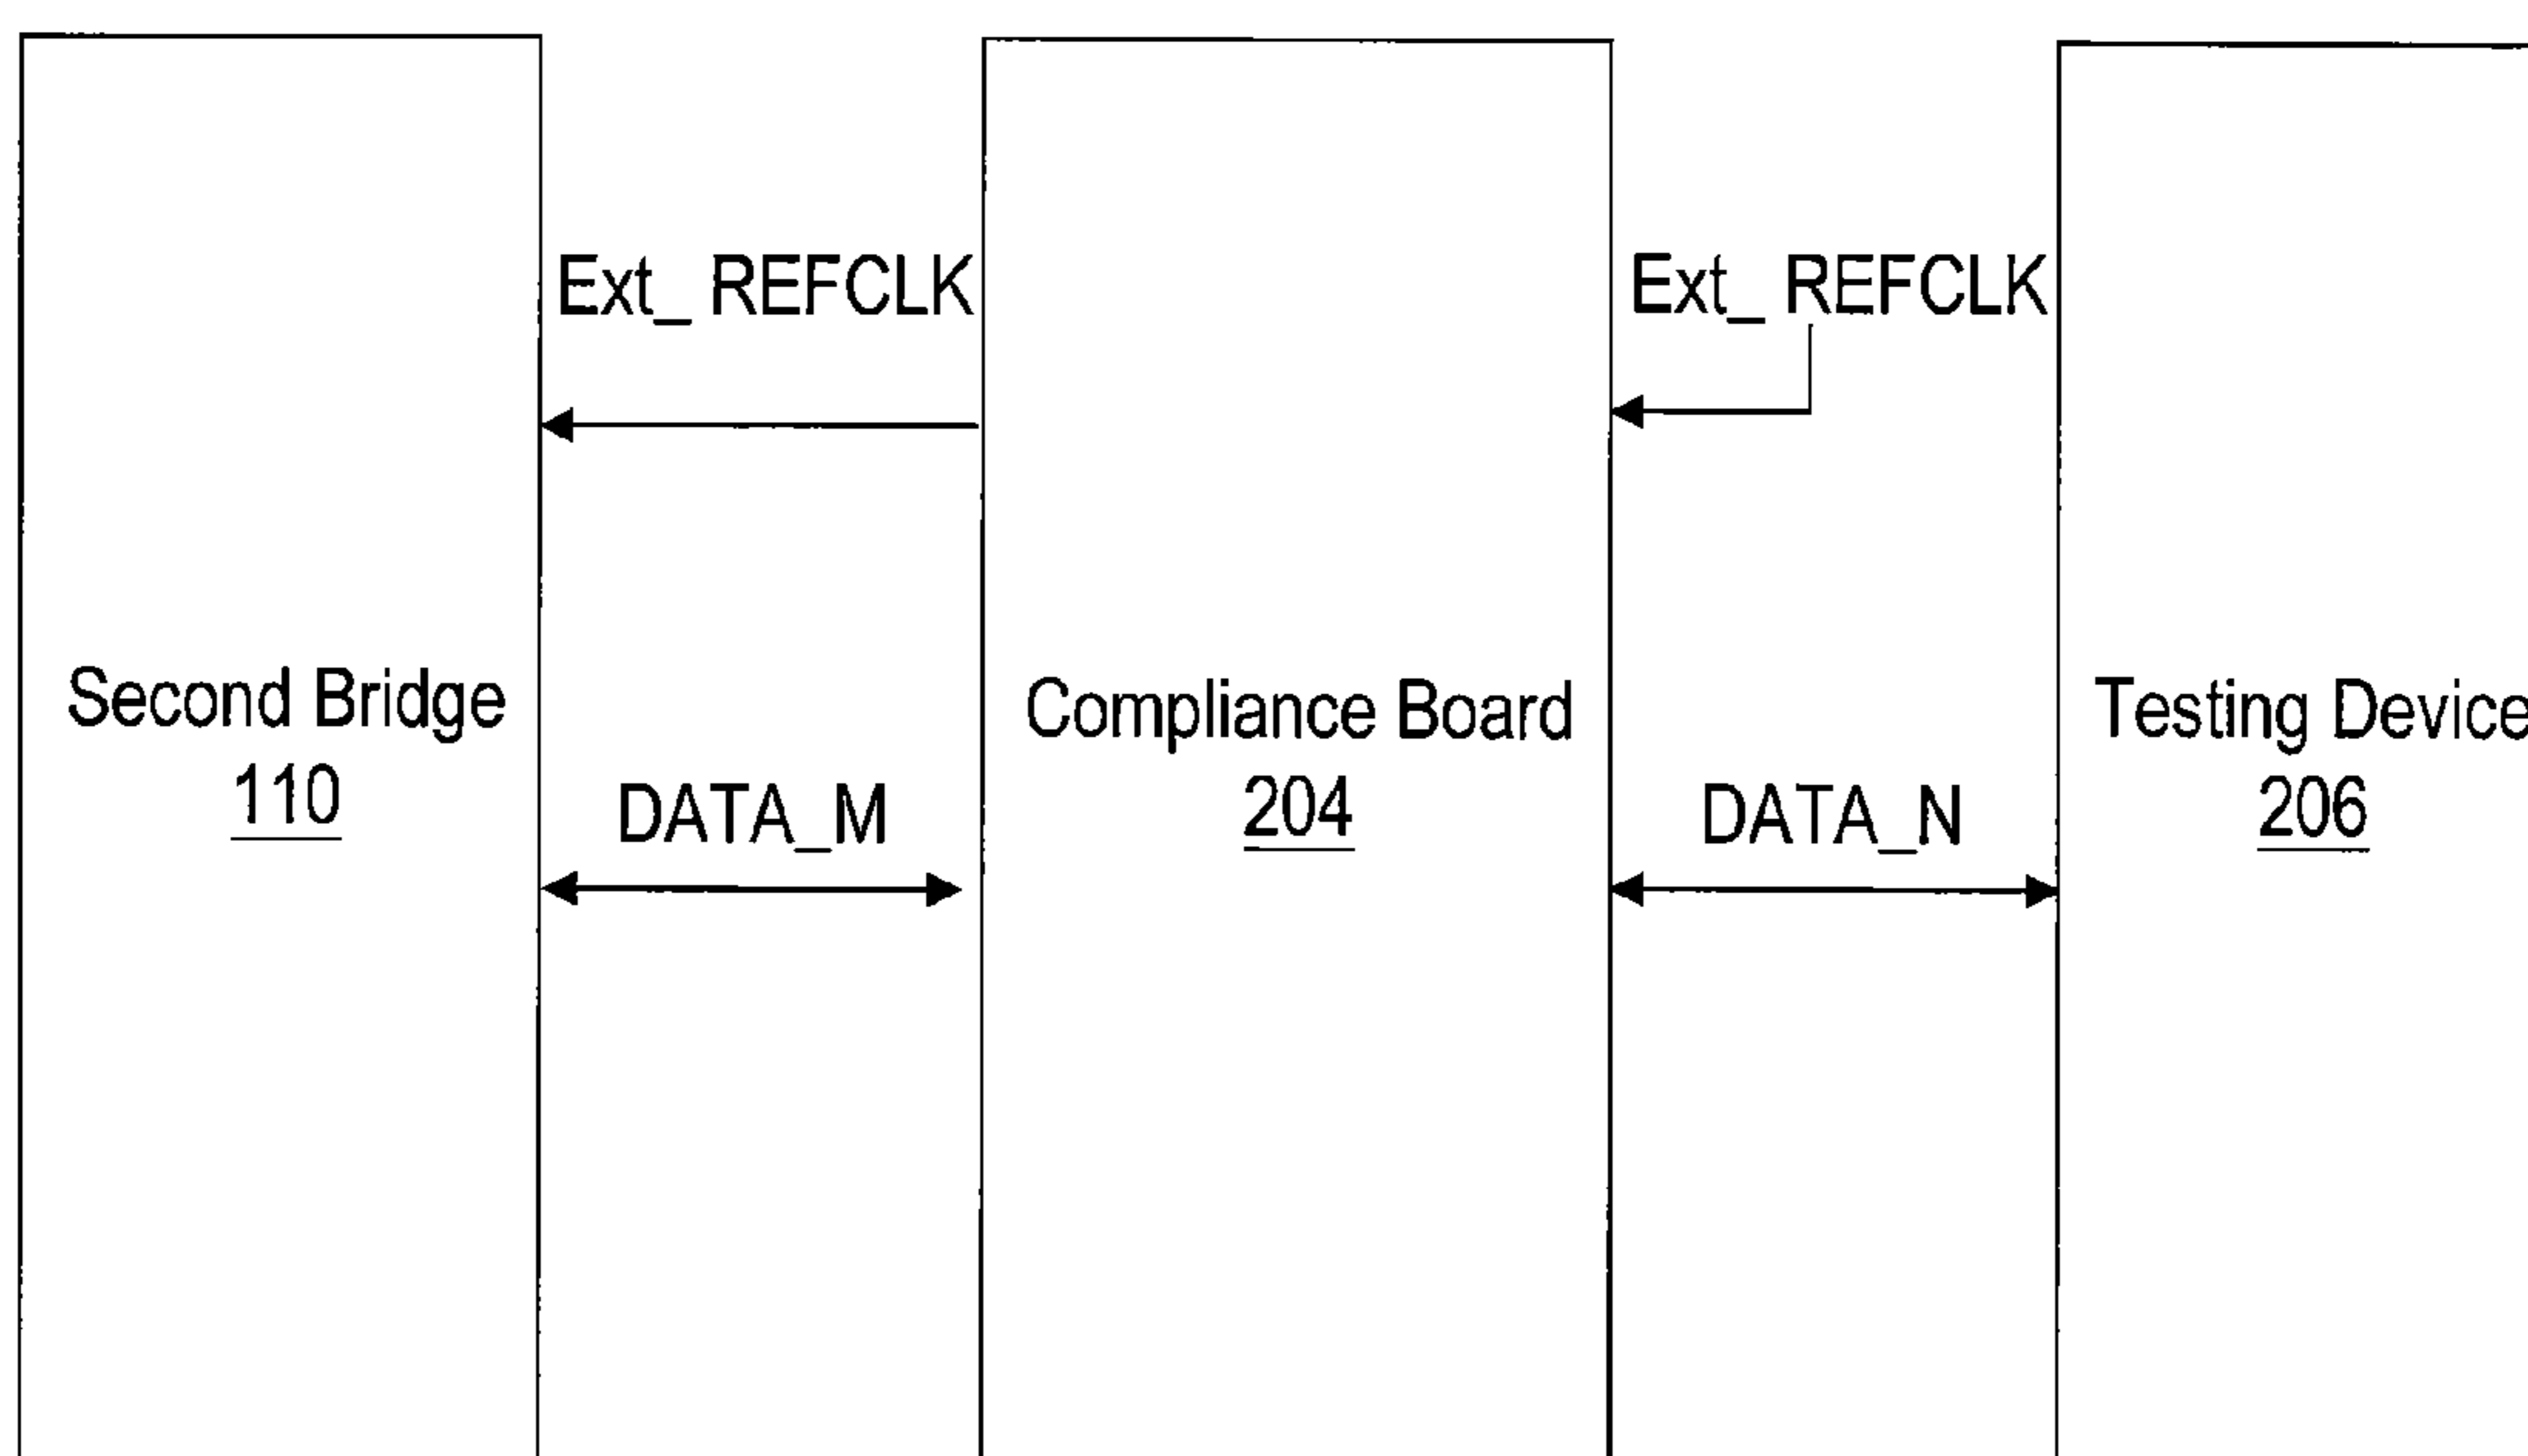 Ext_ REFCLK
Ext_ REFCLK
Second Bridge
110
DATA_M
Compliance Board
204
DATA_N
Testing Device
206